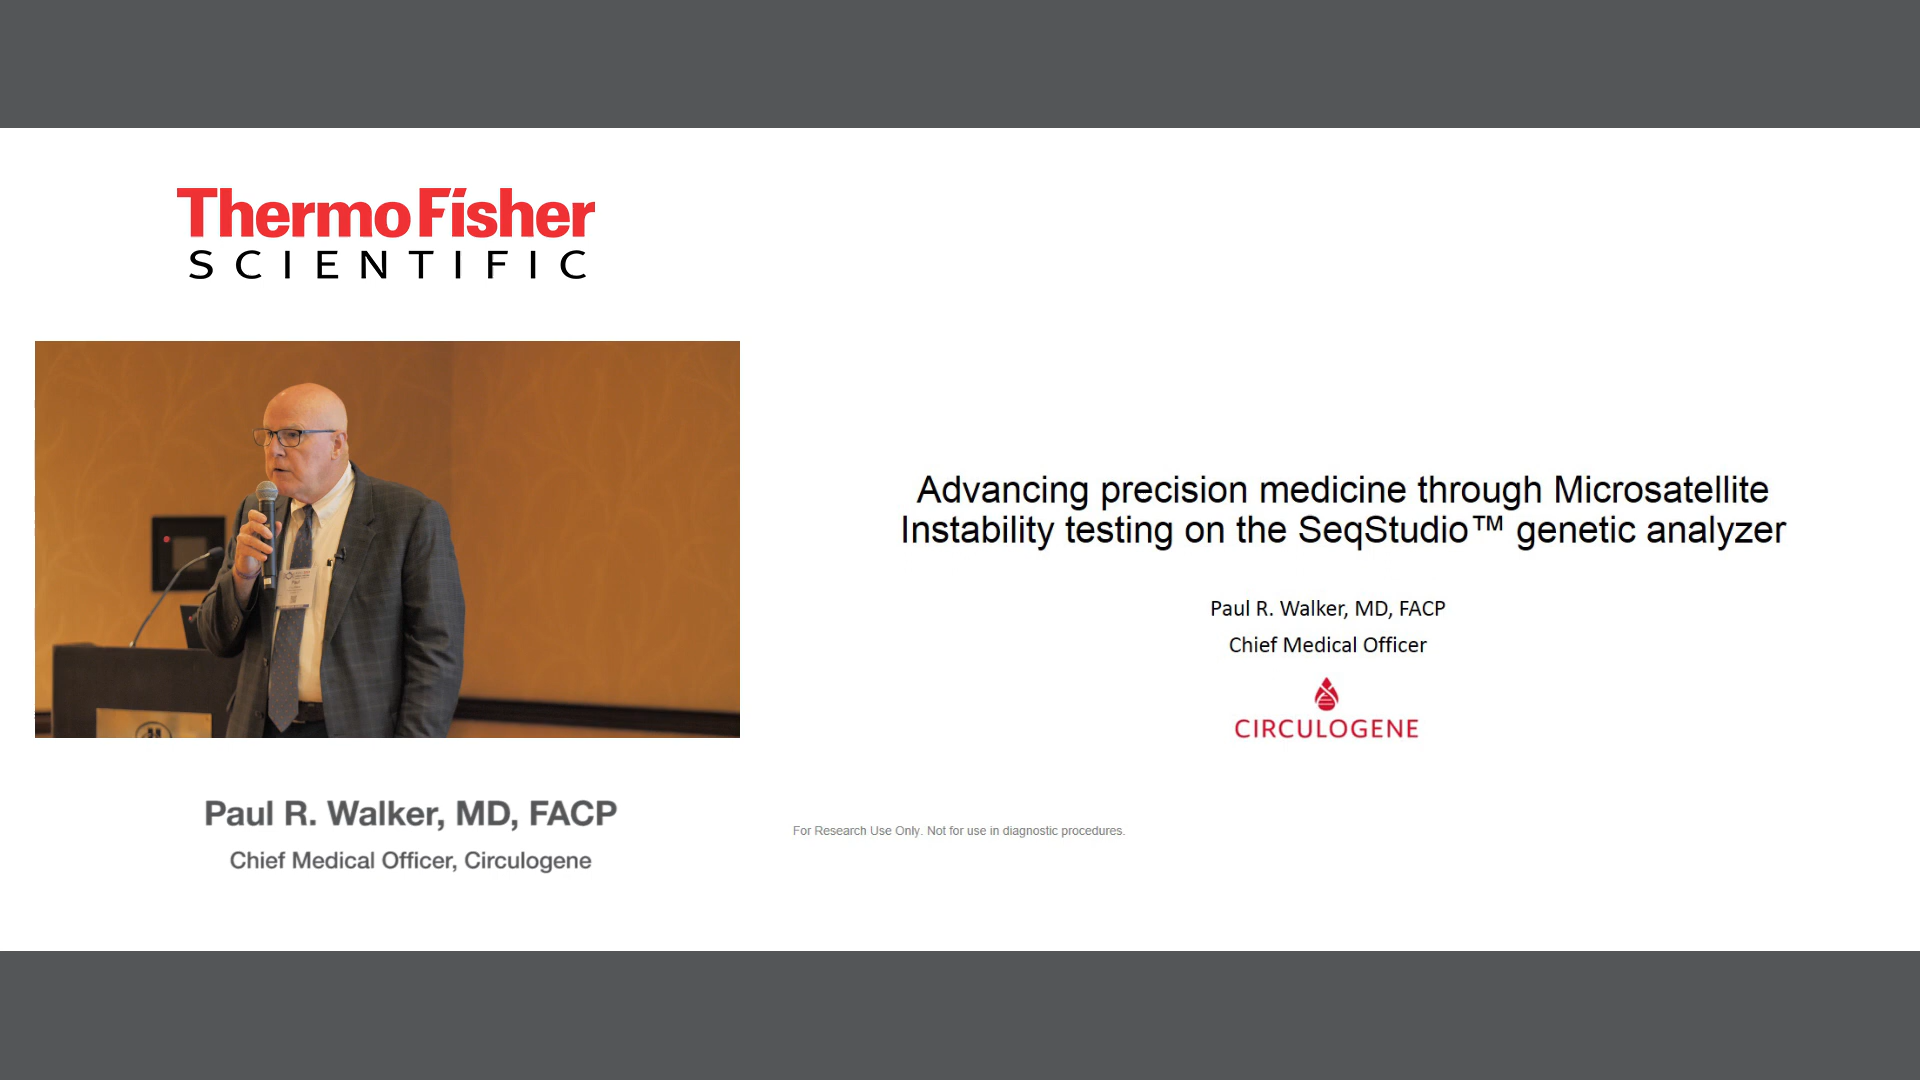 ThermoFisher
SCIENTIFIC
Advancing precision medicine through Microsatellite
Instability testing on the SeqStudio™ genetic analyzer
Paul R. Walker, MD, FACP
Chief Medical Officer
CIRCULOGENE
Paul R. Walker, MD, FACP
Chief Medical Officer, Circulogene
For Research Use Only. Not for use in diagnostic procedures.